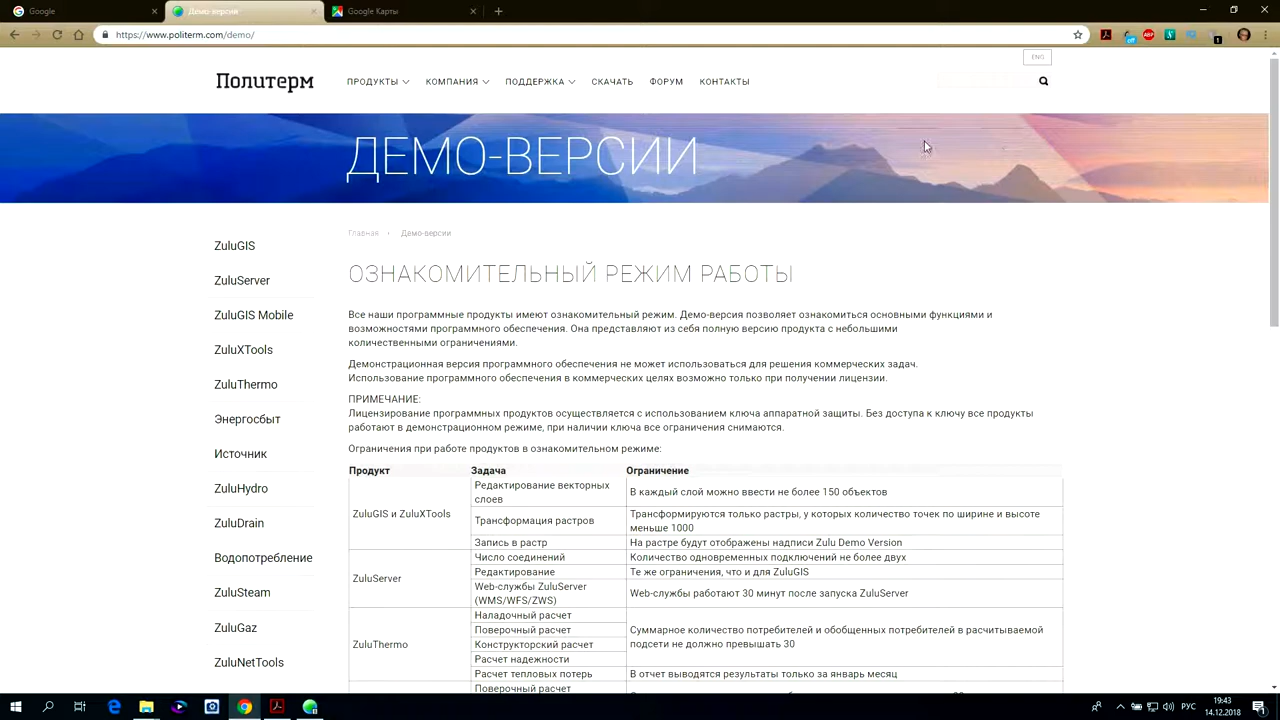 Google
Демо-версии
Google Карты
https://www.politerm.com/demo/
ENG
Политерм
ПРОДУКТЫ
КОМПАНИЯ
ПОДДЕРЖКА
СКАЧАТЬ
ФОРУМ
КОНТАКТЫ
ДЕМО-ВЕРСИИ
ZuluGIS
ZuluServer
ZuluGIS Mobile
ZuluXTools
ZuluThermo
Энергосбыт
Источник
ZuluHydro
ZuluDrain
Водопотребление
ZuluSteam
ZuluGaz
ZuluNetTools
Главная › Демо-версии
ОЗНАКОМИТЕЛЬНЫЙ РЕЖИМ РАБОТЫ
Все наши программные продукты имеют ознакомительный режим. Демо-версия позволяет ознакомиться основными функциями и
возможностями программного обеспечения. Она представляют из себя полную версию продукта с небольшими
количественными ограничениями.
Демонстрационная версия программного обеспечения не может использоваться для решения коммерческих задач.
Использование программного обеспечения в коммерческих целях возможно только при получении лицензии.
ПРИМЕЧАНИЕ:
Лицензирование программных продуктов осуществляется с использованием ключа аппаратной защиты. Без доступа к ключу все продукты
работают в демонстрационном режиме, при наличии ключа все ограничения снимаются.
Ограничения при работе продуктов в ознакомительном режиме:
Продукт Задача Ограничение
ZuluGIS и ZuluXTools
Редактирование векторных
слоев
В каждый слой можно ввести не более 150 объектов
Трансформация растров
Трансформируются только растры, у которых количество точек по ширине и высоте
меньше 1000
Запись в растр
На растре будут отображены надписи Zulu Demo Version
ZuluServer
Число соединений
Количество одновременных подключений не более двух
Редактирование
Те же ограничения, что и для ZuluGIS
Web-службы ZuluServer
(WMS/WFS/ZWS)
Web-службы работают 30 минут после запуска ZuluServer
ZuluThermo
Наладочный расчет
Поверочный расчет
Конструкторский расчет
Расчет надежности
Суммарное количество потребителей и обобщенных потребителей в расчитываемой
подсети не должно превышать 30
Расчет тепловых потерь
В отчет выводятся результаты только за январь месяц
Поверочный расчет
РУС
19:43
14.12.2018